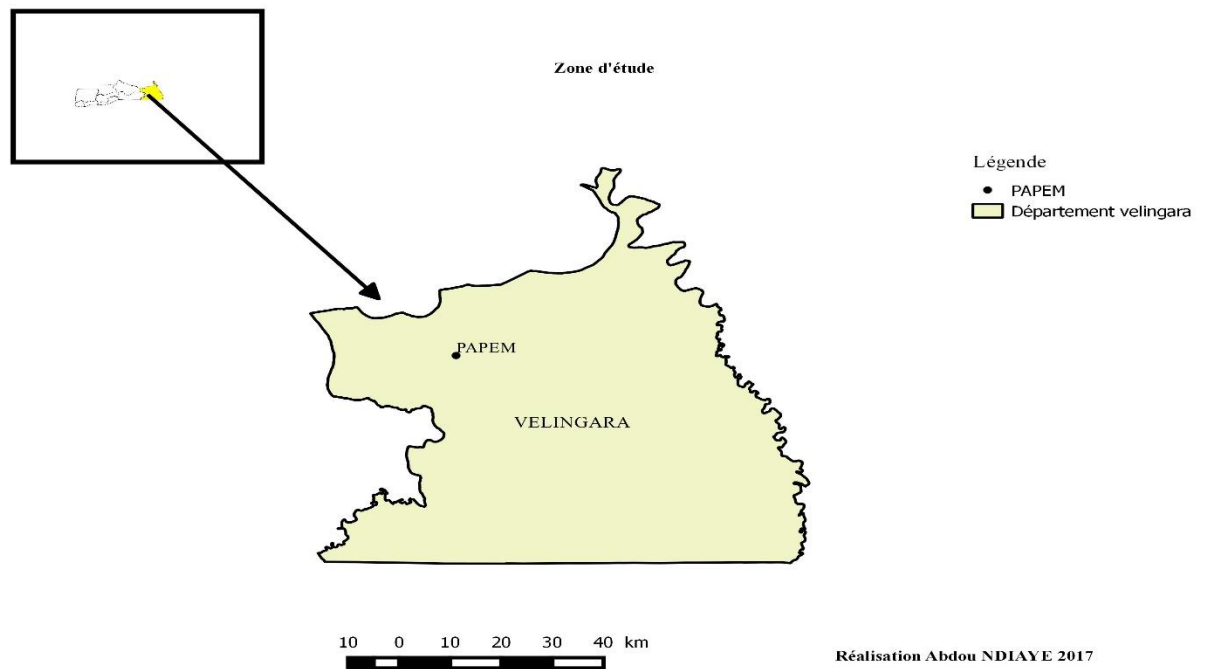 Zone d'étude
Légende
PAPEM
Département velingara
PAPEM
VELINGARA
10 0 10 20 30 40 km
Réalisation Abdou NDIAYE 2017